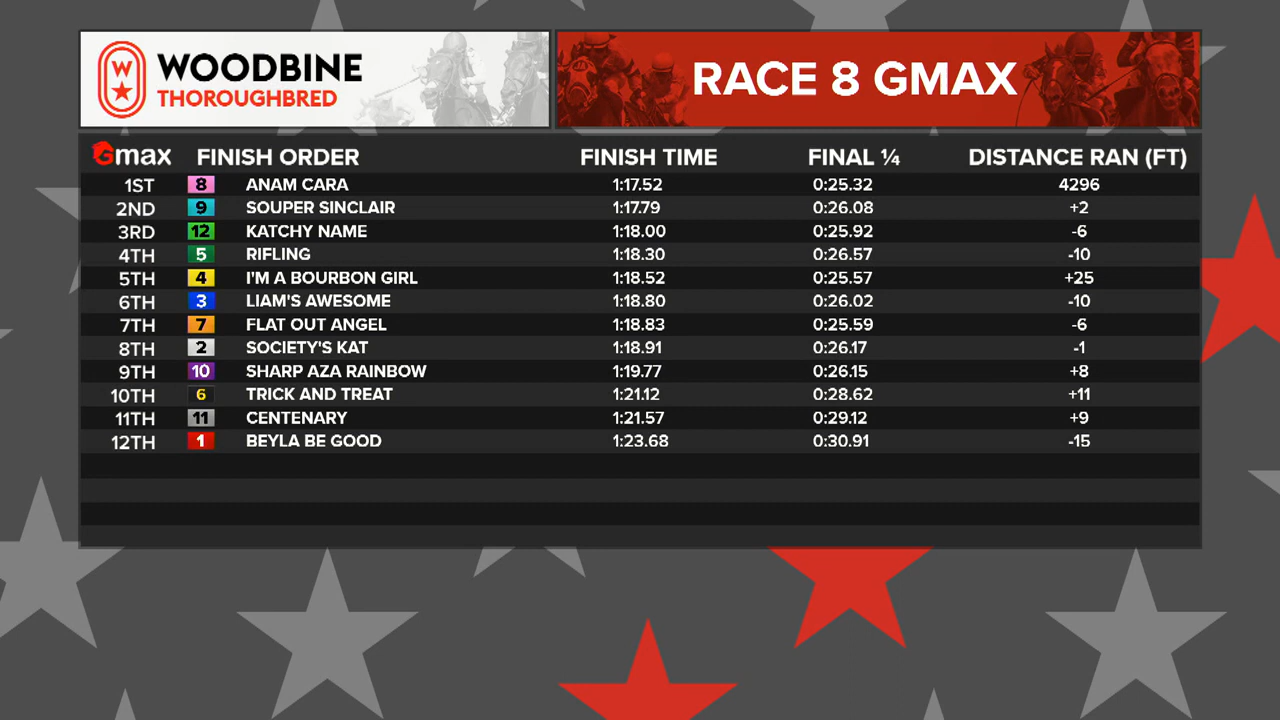 W WOODBINE
THOROUGHBRED
RACE 8 GMAX
Gmax FINISH ORDER FINISH TIME FINAL ¼ DISTANCE RAN (FT)
1ST 8 ANAM CARA 1:17.52 0:25.32 4296
2ND 9 SOUPER SINCLAIR 1:17.79 0:26.08 +2
3RD 12 KATCHY NAME 1:18.00 0:25.92 -6
4TH 5 RIFLING 1:18.30 0:26.57 -10
5TH 4 I'M A BOURBON GIRL 1:18.52 0:25.57 +25
6TH 3 LIAM'S AWESOME 1:18.80 0:26.02 -10
7TH 7 FLAT OUT ANGEL 1:18.83 0:25.59 -6
8TH 2 SOCIETY'S KAT 1:18.91 0:26.17 -1
9TH 10 SHARP AZA RAINBOW 1:19.77 0:26.15 +8
10TH 6 TRICK AND TREAT 1:21.12 0:28.62 +11
11TH 11 CENTENARY 1:21.57 0:29.12 +9
12TH 1 BEYLA BE GOOD 1:23.68 0:30.91 -15